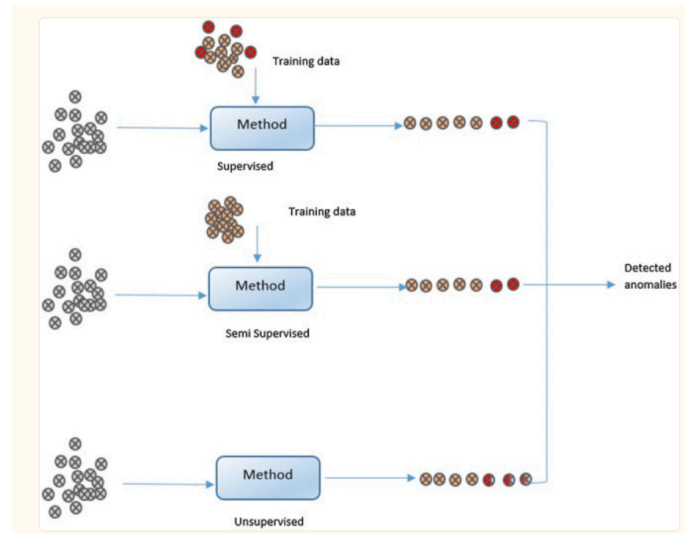 Training data
Method
Supervised
Training data
Method
Semi Supervised
Detected
anomalies
Method
Unsupervised